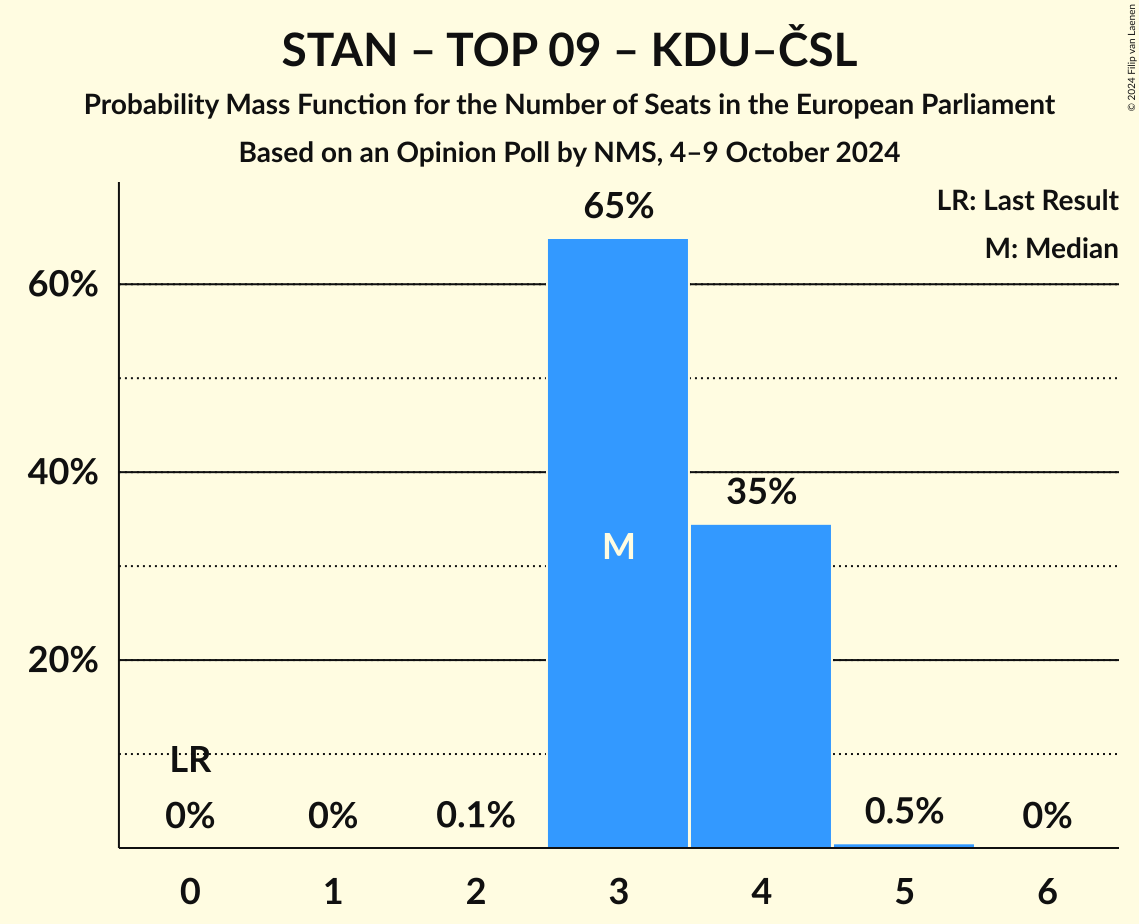 STAN – TOP 09 – KDU–ČSL
Probability Mass Function for the Number of Seats in the European Parliament
Based on an Opinion Poll by NMS, 4–9 October 2024
© 2024 Filip van Laenen
LR: Last Result
M: Median
65%
60%
40%
35%
M
20%
LR
0% 0% 0.1% 0.5% 0%
0 1 2 3 4 5 6